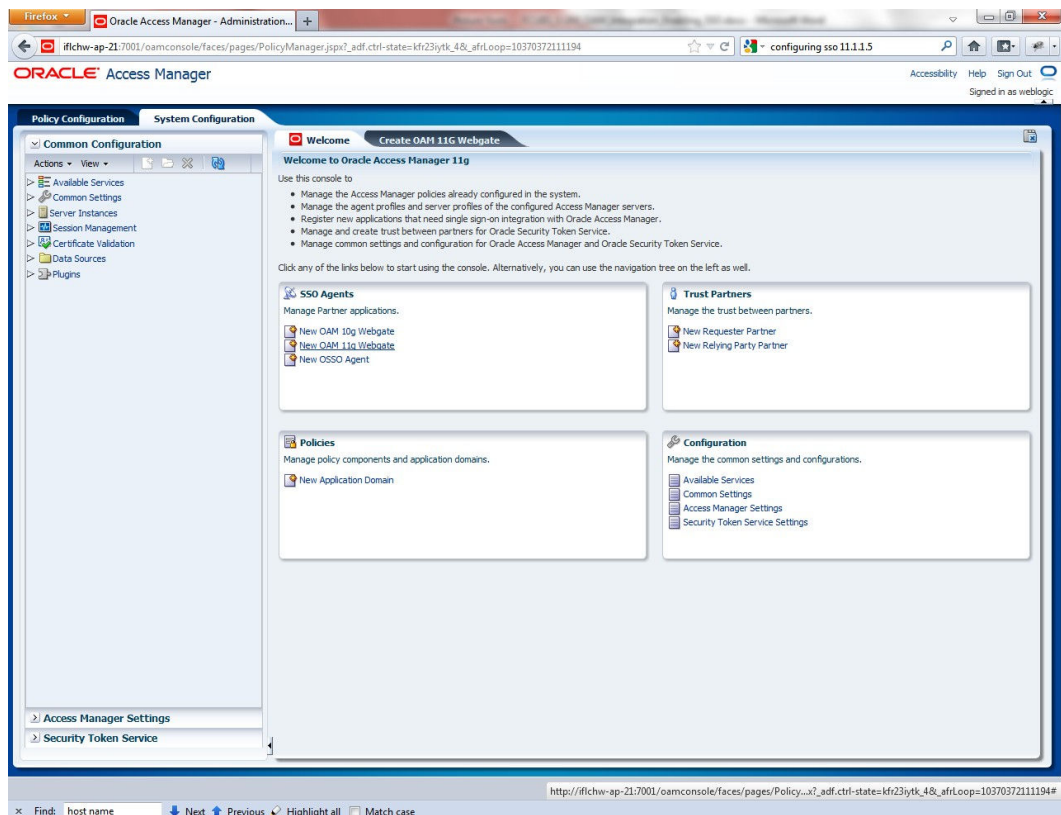 Firefox
Oracle Access Manager - Administration...
iflchw-ap-21:7001/oamconsole/faces/pages/PolicyManager.jspx?_adf.ctrl-state=kfr23iytk_4&_afrLoop=10370372111194
configuring sso 11.1.1.5
ORACLE Access Manager
Accessibility Help Sign Out
Signed in as weblogic
Policy Configuration System Configuration
Common Configuration
Actions View
Available Services
Common Settings
Server Instances
Session Management
Certificate Validation
Data Sources
Plugins
Access Manager Settings
Security Token Service
Welcome Create OAM 11G Webgate
Welcome to Oracle Access Manager 11g
Use this console to
Manage the Access Manager policies already configured in the system.
Manage the agent profiles and server profiles of the configured Access Manager servers.
Register new applications that need single sign-on integration with Oracle Access Manager.
Manage and create trust between partners for Oracle Security Token Service.
Manage common settings and configuration for Oracle Access Manager and Oracle Security Token Service.
Click any of the links below to start using the console. Alternatively, you can use the navigation tree on the left as well.
SSO Agents
Manage Partner applications.
New OAM 10g Webgate
New OAM 11g Webgate
New OSSO Agent
Trust Partners
Manage the trust between partners.
New Requester Partner
New Relying Party Partner
Policies
Manage policy components and application domains.
New Application Domain
Configuration
Manage the common settings and configurations.
Available Services
Common Settings
Access Manager Settings
Security Token Service Settings
http://iflchw-ap-21:7001/oamconsole/faces/pages/Policy...x?_adf.ctrl-state=kfr23iytk_4&_afrLoop=10370372111194#
Find: host name Next Previous Highlight all Match case